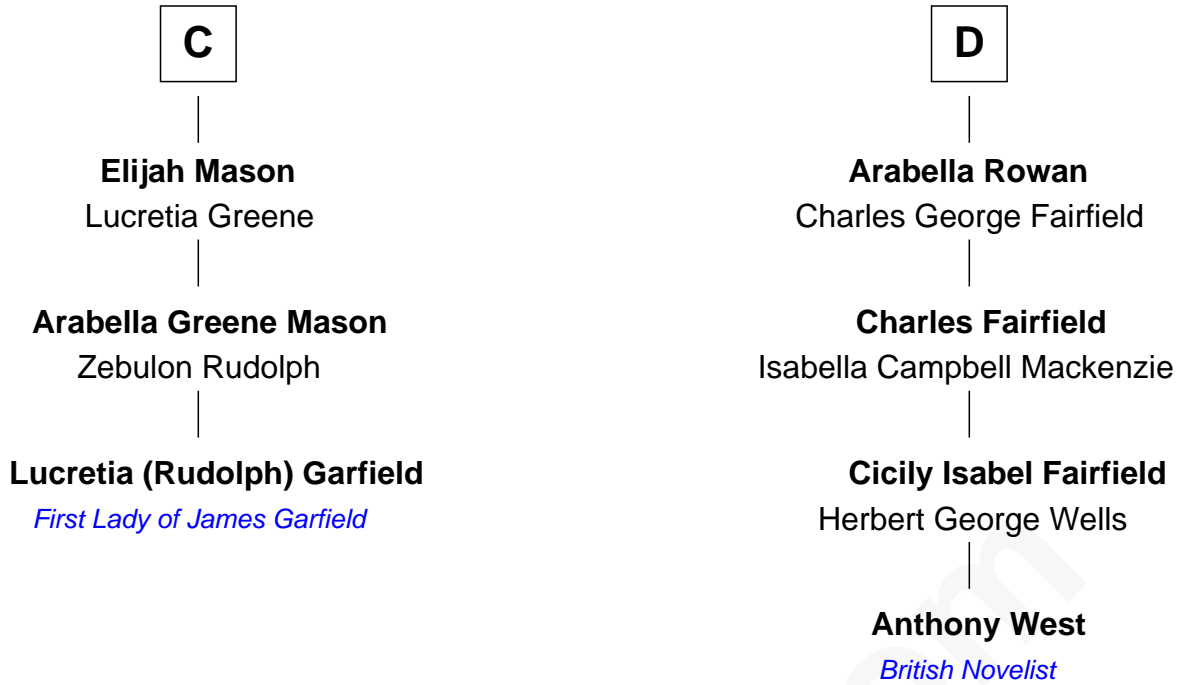 C
Elijah Mason
Lucretia Greene
Arabella Greene Mason
Zebulon Rudolph
Lucretia (Rudolph) Garfield
First Lady of James Garfield
D
Arabella Rowan
Charles George Fairfield
Charles Fairfield
Isabella Campbell Mackenzie
Cicily Isabel Fairfield
Herbert George Wells
Anthony West
British Novelist